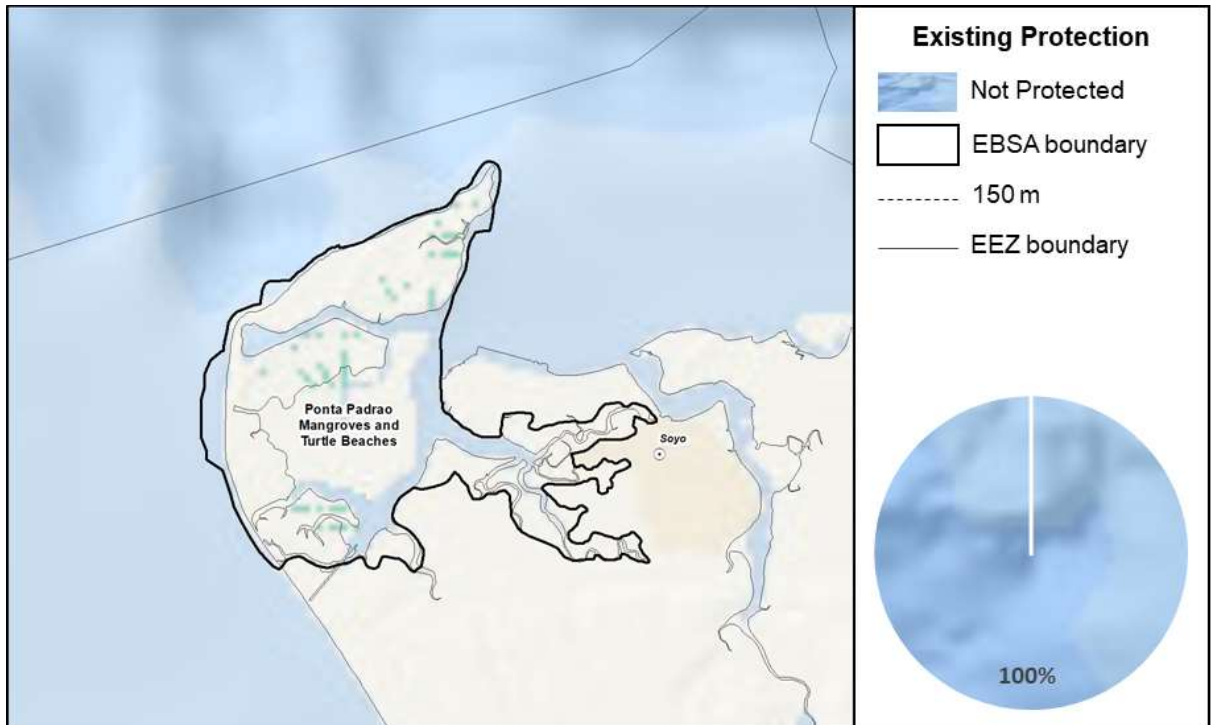 Ponta Padrao
Mangroves and
Turtle Beaches
Soyo
Existing Protection
Not Protected
EBSA boundary
150 m
EEZ boundary
100%